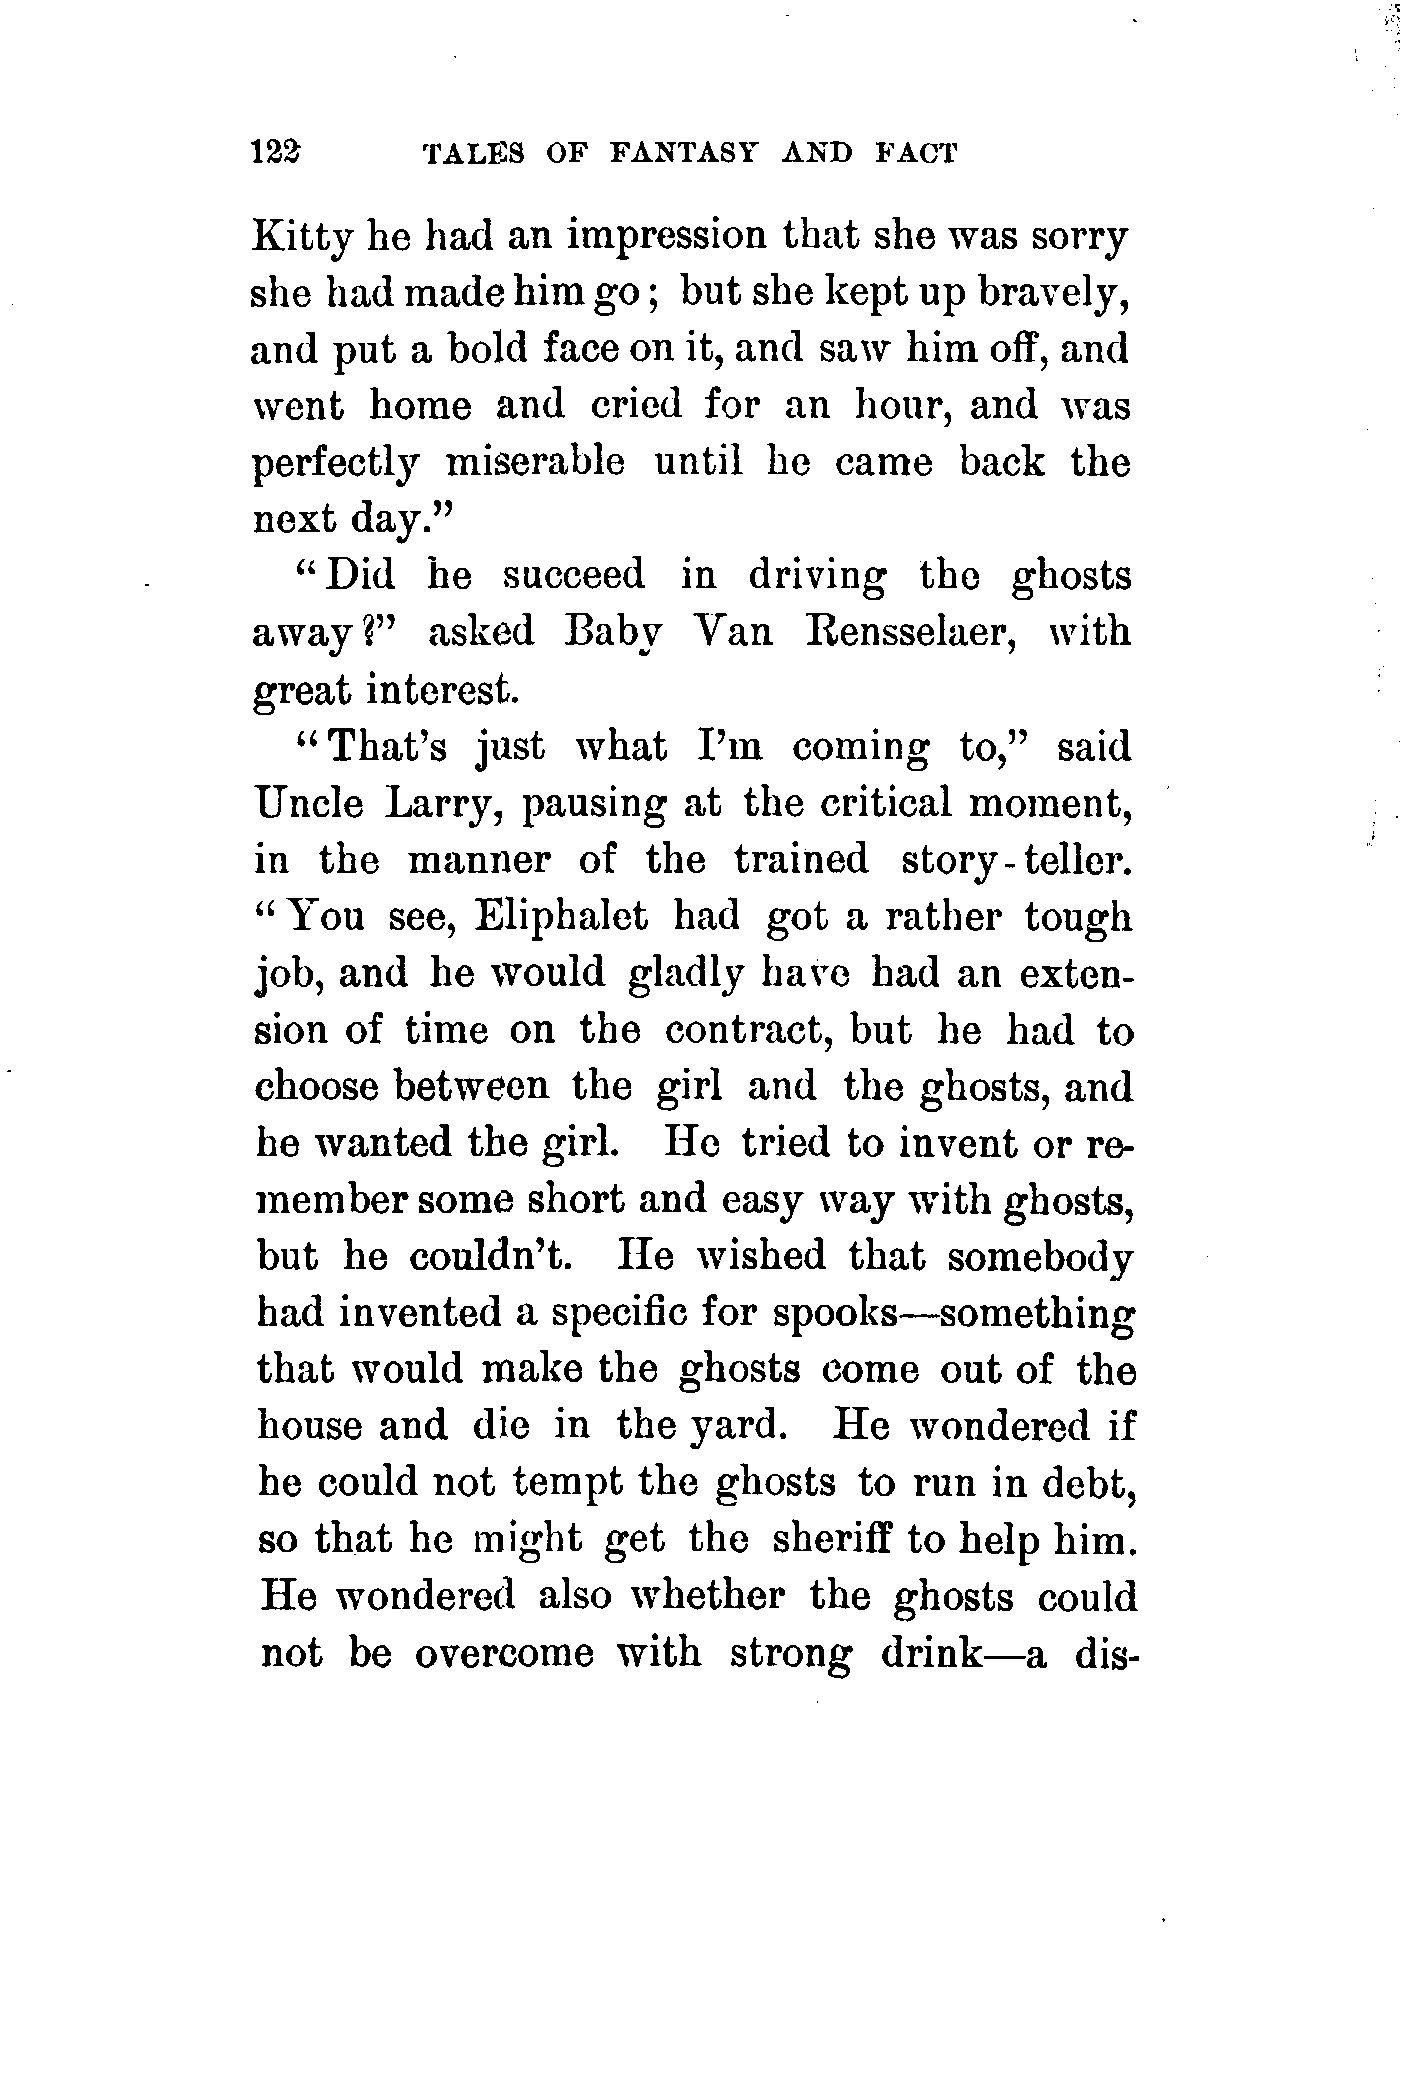 122 TALES OF FANTASY AND FACT
Kitty he had an impression that she was sorry
she had made him go; but she kept up bravely,
and put a bold face on it, and saw him off, and
went home and cried for an hour, and was
perfectly miserable until he came back the
next day.”
“Did he succeed in driving the ghosts
away?” asked Baby Van Rensselaer, with
great interest.
“That’s just what I’m coming to,” said
Uncle Larry, pausing at the critical moment,
in the manner of the trained story-teller.
“You see, Eliphalet had got a rather tough
job, and he would gladly have had an exten-
sion of time on the contract, but he had to
choose between the girl and the ghosts, and
he wanted the girl. He tried to invent or re-
member some short and easy way with ghosts,
but he couldn’t. He wished that somebody
had invented a specific for spooks—something
that would make the ghosts come out of the
house and die in the yard. He wondered if
he could not tempt the ghosts to run in debt,
so that he might get the sheriff to help him.
He wondered also whether the ghosts could
not be overcome with strong drink—a dis-